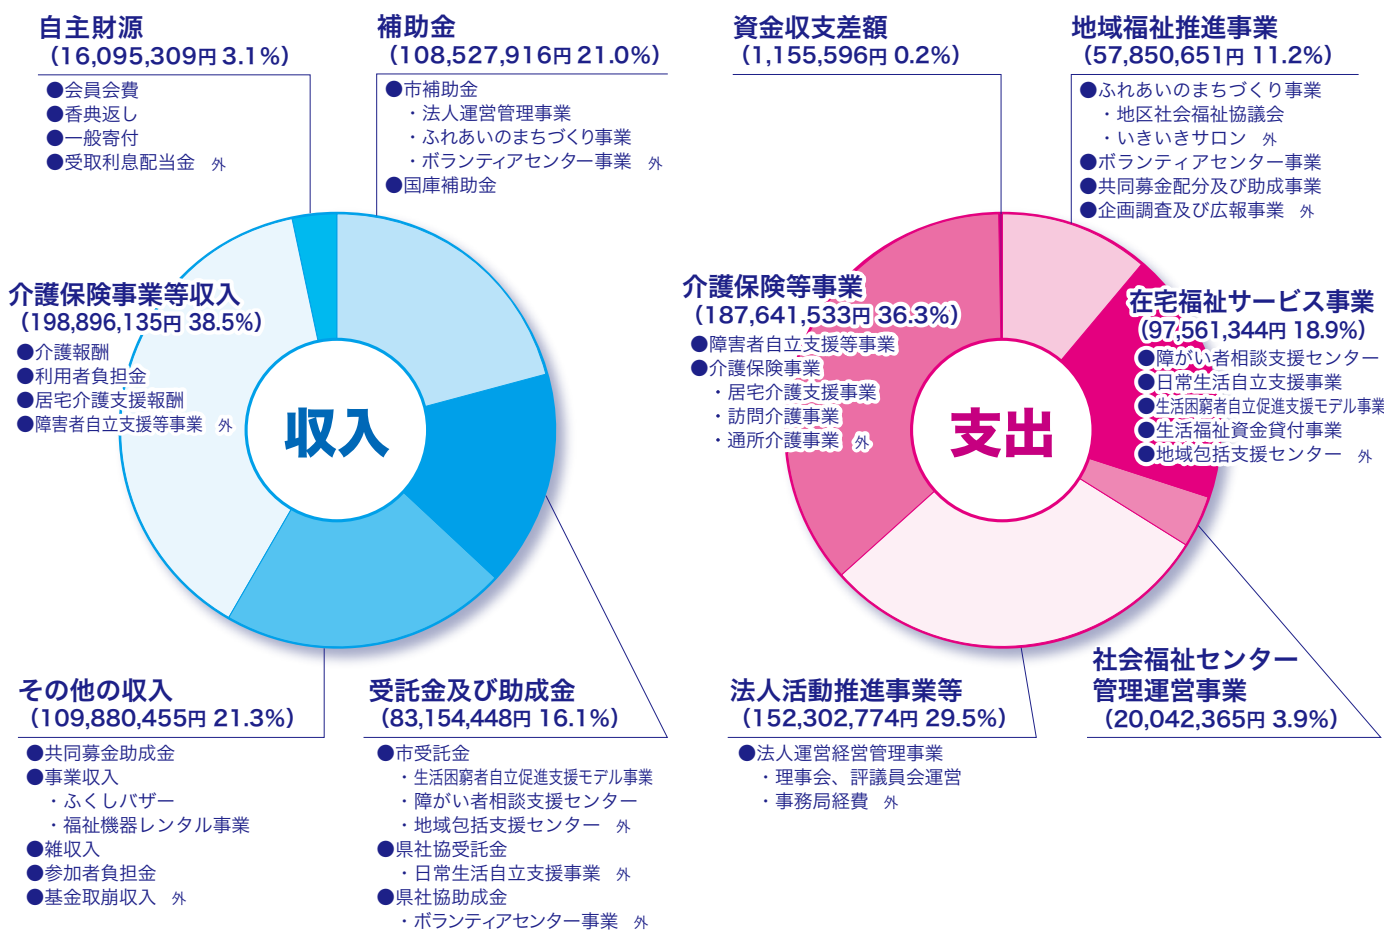 自主財源
(16,095,309円 3.1%)
●会員会費
●香典返し
●一般寄付
●受取利息配当金 外
補助金
(108,527,916円 21.0%)
●市補助金
・法人運営管理事業
・ふれあいのまちづくり事業
・ボランティアセンター事業 外
●国庫補助金
介護保険事業等収入
(198,896,135円 38.5%)
●介護報酬
●利用者負担金
●居宅介護支援報酬
●障害者自立支援等事業 外
収入
その他の収入
(109,880,455円 21.3%)
●共同募金助成金
●事業収入
・ふくしバザー
・福祉機器レンタル事業
●雑収入
●参加者負担金
●基金取崩収入 外
受託金及び助成金
(83,154,448円 16.1%)
●市受託金
・生活困窮者自立促進支援モデル事業
・障がい者相談支援センター
・地域包括支援センター 外
●県社協受託金
・日常生活自立支援事業 外
●県社協助成金
・ボランティアセンター事業 外
資金収支差額
(1,155,596円 0.2%)
地域福祉推進事業
(57,850,651円 11.2%)
●ふれあいのまちづくり事業
・地区社会福祉協議会
・いきいきサロン 外
●ボランティアセンター事業
●共同募金配分及び助成事業
●企画調査及び広報事業 外
介護保険等事業
(187,641,533円 36.3%)
●障害者自立支援等事業
●介護保険事業
・居宅介護支援事業
・訪問介護事業
・通所介護事業 外
支出
在宅福祉サービス事業
(97,561,344円 18.9%)
●障がい者相談支援センター
●日常生活自立支援事業
●生活困窮者自立促進支援モデル事業
●生活福祉資金貸付事業
●地域包括支援センター 外
法人活動推進事業等
(152,302,774円 29.5%)
●法人運営経営管理事業
・理事会、評議員会運営
・事務局経費 外
社会福祉センター
管理運営事業
(20,042,365円 3.9%)